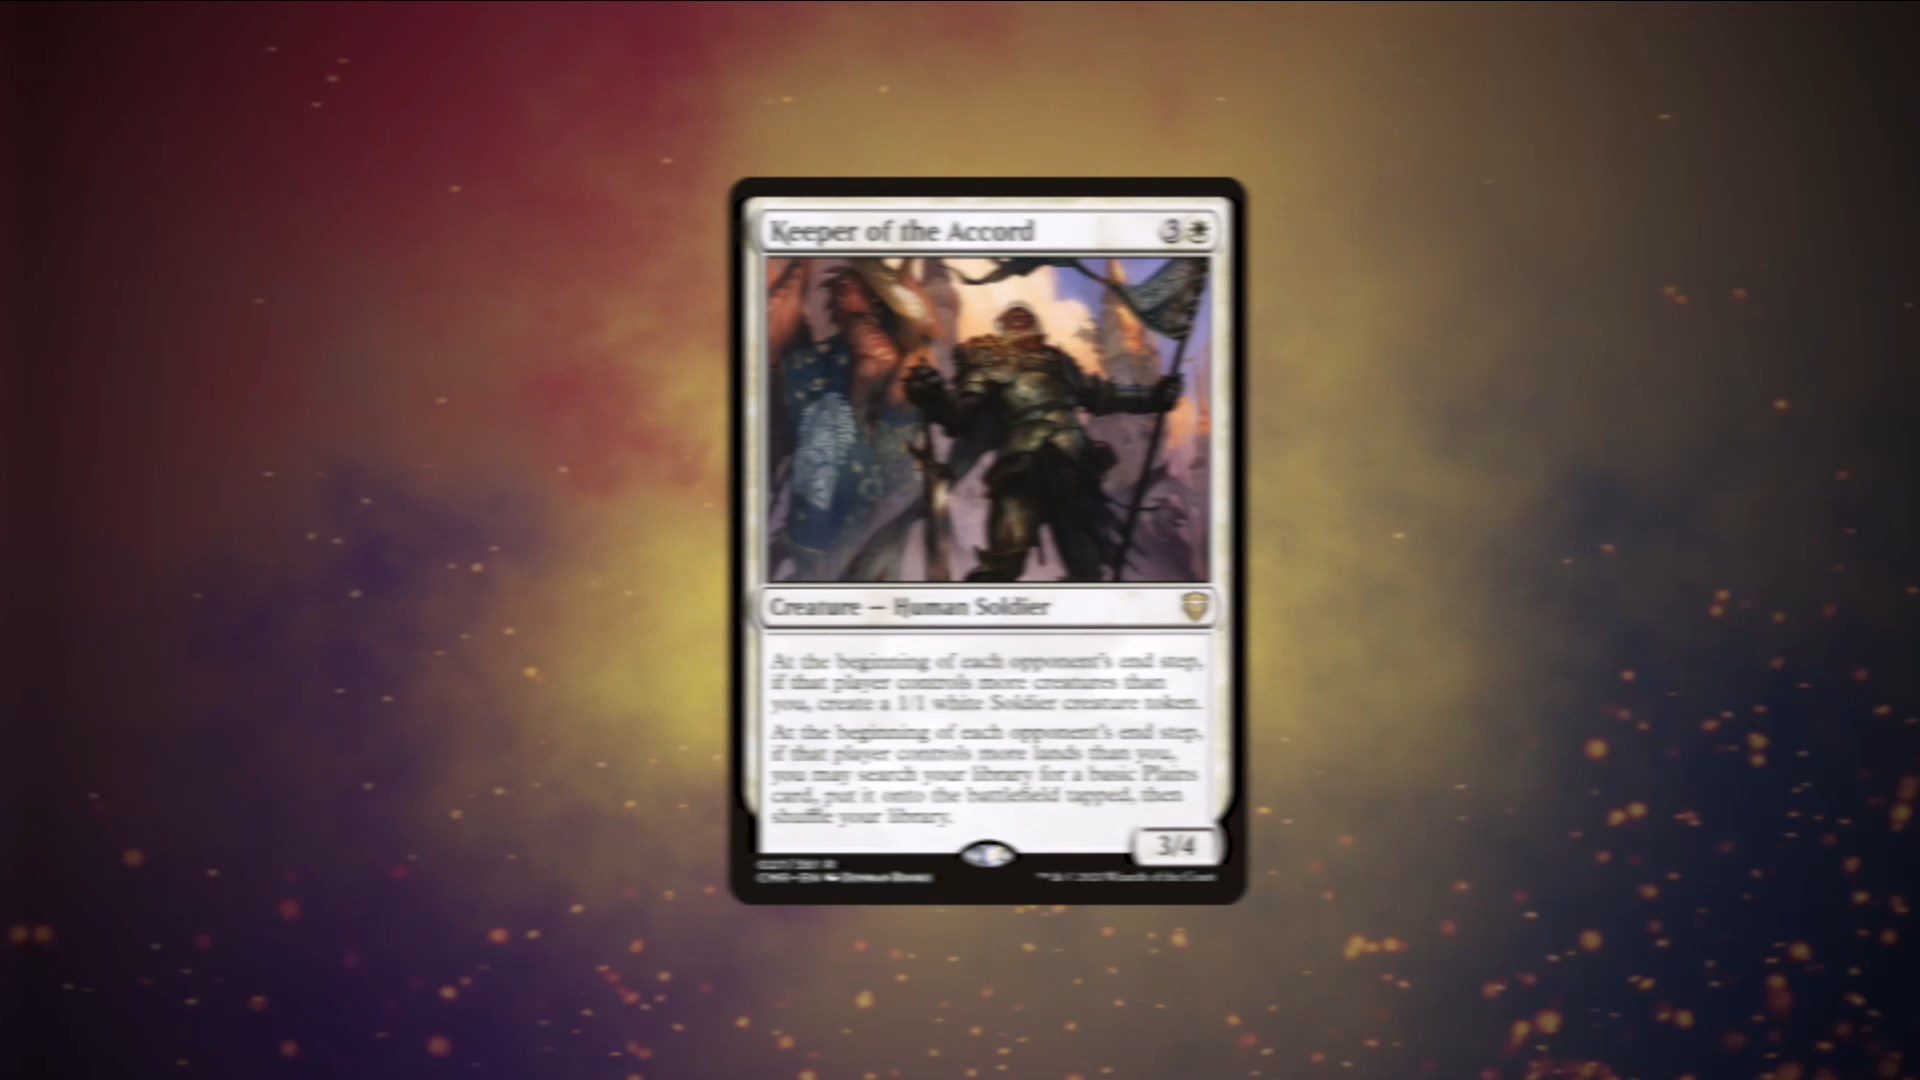 Keeper of the Accord 3
Creature — Human Soldier
At the beginning of each opponent's end step,
if that player controls more creatures than
you, create a 1/1 white Soldier creature token.
At the beginning of each opponent's end step,
if that player controls more lands than you,
you may search your library for a basic Plains
card, put it onto the battlefield tapped, then
shuffle your library.
3/4